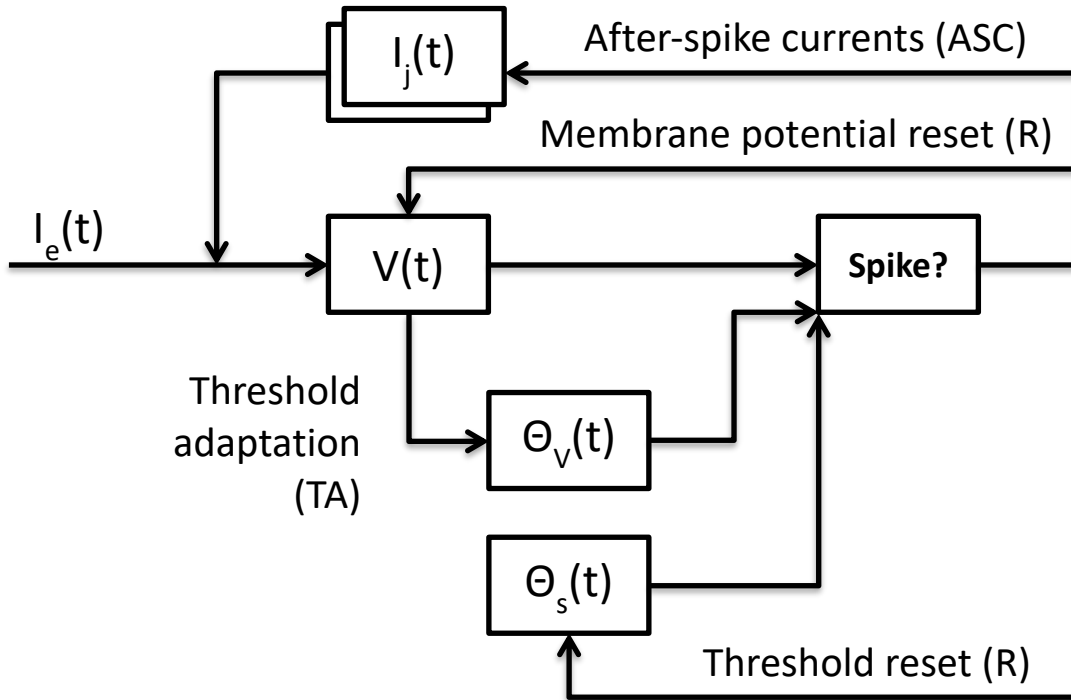 After-spike currents (ASC)
I_j(t)
Membrane potential reset (R)
I_e(t)
V(t)
Spike?
Threshold
adaptation
(TA)
Θ_V(t)
Θ_s(t)
Threshold reset (R)